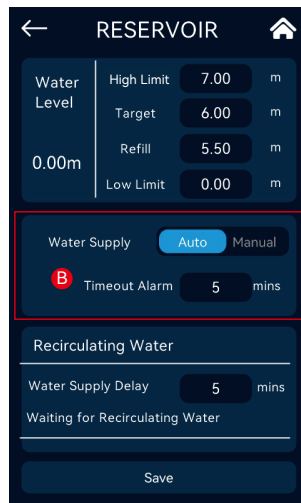 RESERVOIR
Water Level
0.00m
High Limit 7.00 m
Target 6.00 m
Refill 5.50 m
Low Limit 0.00 m
Water Supply Auto Manual
B Timeout Alarm 5 mins
Recirculating Water
Water Supply Delay 5 mins
Waiting for Recirculating Water
Save